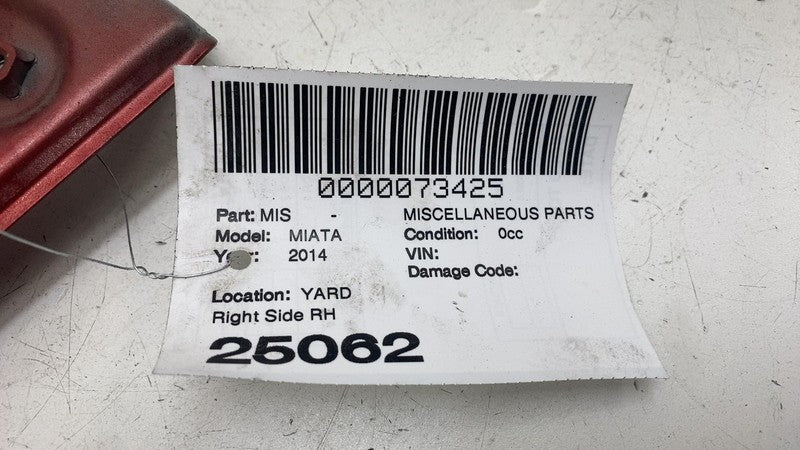 0000073425
Part: MIS - MISCELLANEOUS PARTS
Model: MIATA Condition: 0cc
Year: 2014 VIN:
Damage Code:
Location: YARD
Right Side RH
25062